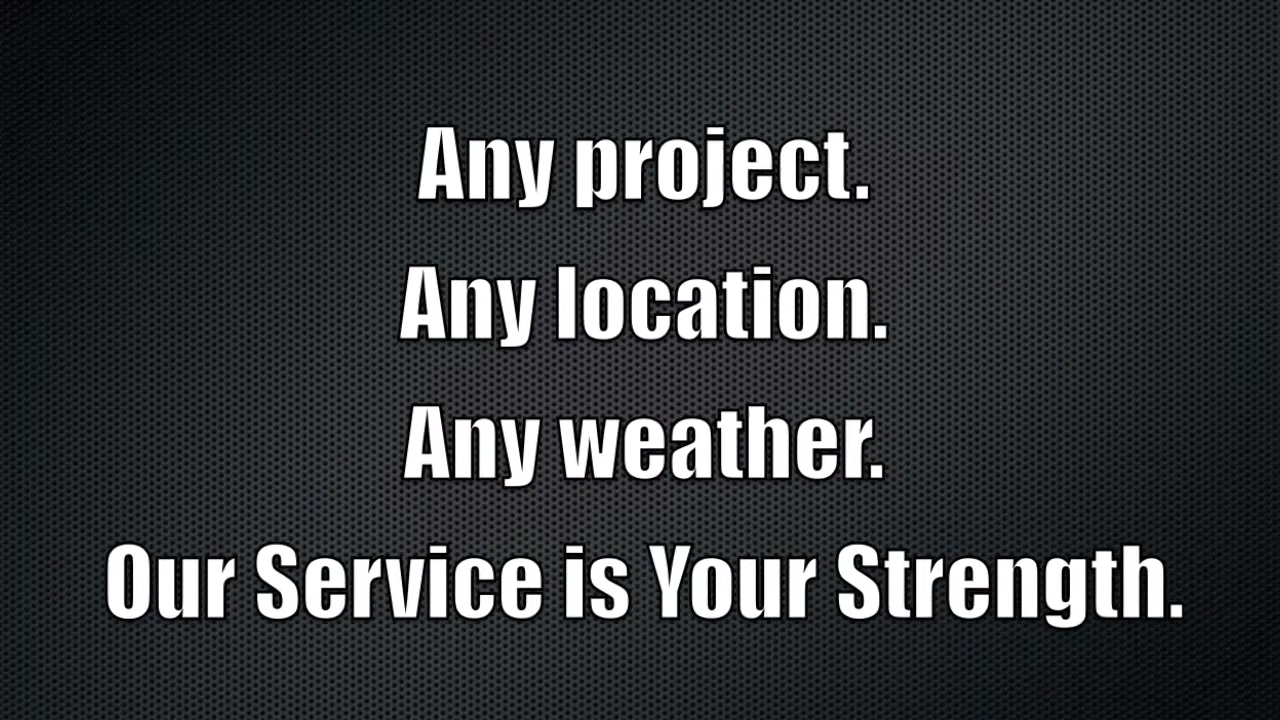 Any project.
Any location.
Any weather.
Our Service is Your Strength.